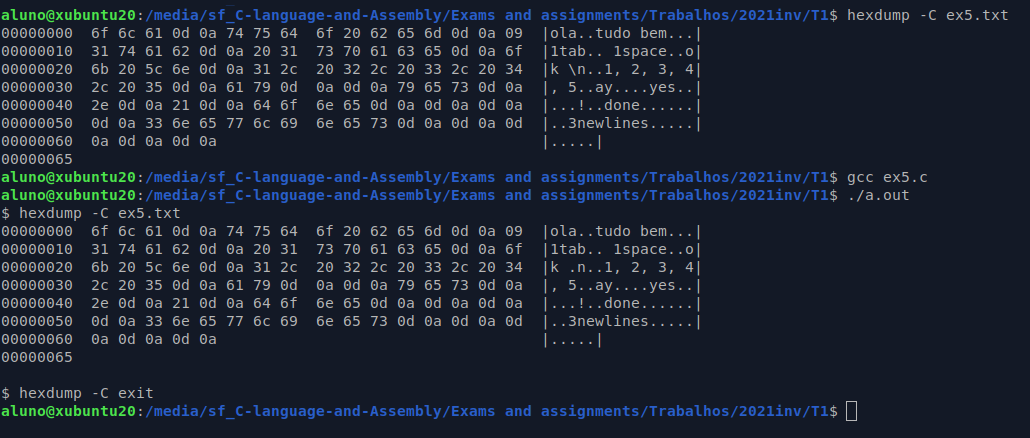 aluno@xubuntu20:/media/sf_C-language-and-Assembly/Exams and assignments/Trabalhos/2021inv/T1$ hexdump -C ex5.txt
00000000  6f 6c 61 0d 0a 74 75 64  6f 20 62 65 6d 0d 0a 09  |ola..tudo bem...|
00000010  31 74 61 62 0d 0a 20 31  73 70 61 63 65 0d 0a 6f  |1tab.. 1space..o|
00000020  6b 20 5c 6e 0d 0a 31 2c  20 32 2c 20 33 2c 20 34  |k \n..1, 2, 3, 4|
00000030  2c 20 35 0d 0a 61 79 0d  0a 0d 0a 79 65 73 0d 0a  |, 5..ay....yes..|
00000040  2e 0d 0a 21 0d 0a 64 6f  6e 65 0d 0a 0d 0a 0d 0a  |...!..done......|
00000050  0d 0a 33 6e 65 77 6c 69  6e 65 73 0d 0a 0d 0a 0d  |..3newlines.....|
00000060  0a 0d 0a 0d 0a                                    |.....|
00000065
aluno@xubuntu20:/media/sf_C-language-and-Assembly/Exams and assignments/Trabalhos/2021inv/T1$ gcc ex5.c
aluno@xubuntu20:/media/sf_C-language-and-Assembly/Exams and assignments/Trabalhos/2021inv/T1$ ./a.out
$ hexdump -C ex5.txt
00000000  6f 6c 61 0d 0a 74 75 64  6f 20 62 65 6d 0d 0a 09  |ola..tudo bem...|
00000010  31 74 61 62 0d 0a 20 31  73 70 61 63 65 0d 0a 6f  |1tab.. 1space..o|
00000020  6b 20 5c 6e 0d 0a 31 2c  20 32 2c 20 33 2c 20 34  |k .n..1, 2, 3, 4|
00000030  2c 20 35 0d 0a 61 79 0d  0a 0d 0a 79 65 73 0d 0a  |, 5..ay....yes..|
00000040  2e 0d 0a 21 0d 0a 64 6f  6e 65 0d 0a 0d 0a 0d 0a  |...!..done......|
00000050  0d 0a 33 6e 65 77 6c 69  6e 65 73 0d 0a 0d 0a 0d  |..3newlines.....|
00000060  0a 0d 0a 0d 0a                                    |.....|
00000065
$ hexdump -C exit
aluno@xubuntu20:/media/sf_C-language-and-Assembly/Exams and assignments/Trabalhos/2021inv/T1$